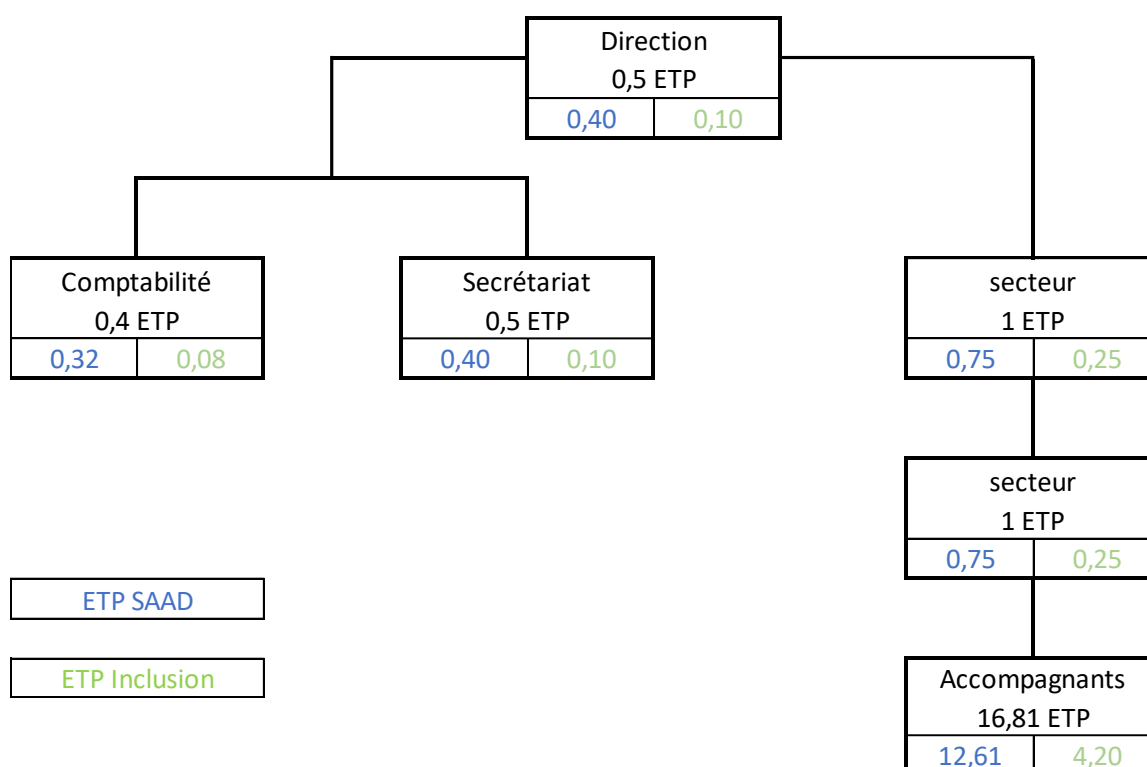 Direction
0,5 ETP
0,40 0,10
Comptabilité
0,4 ETP
0,32 0,08
Secrétariat
0,5 ETP
0,40 0,10
secteur
1 ETP
0,75 0,25
secteur
1 ETP
0,75 0,25
ETP SAAD
ETP Inclusion
Accompagnants
16,81 ETP
12,61 4,20